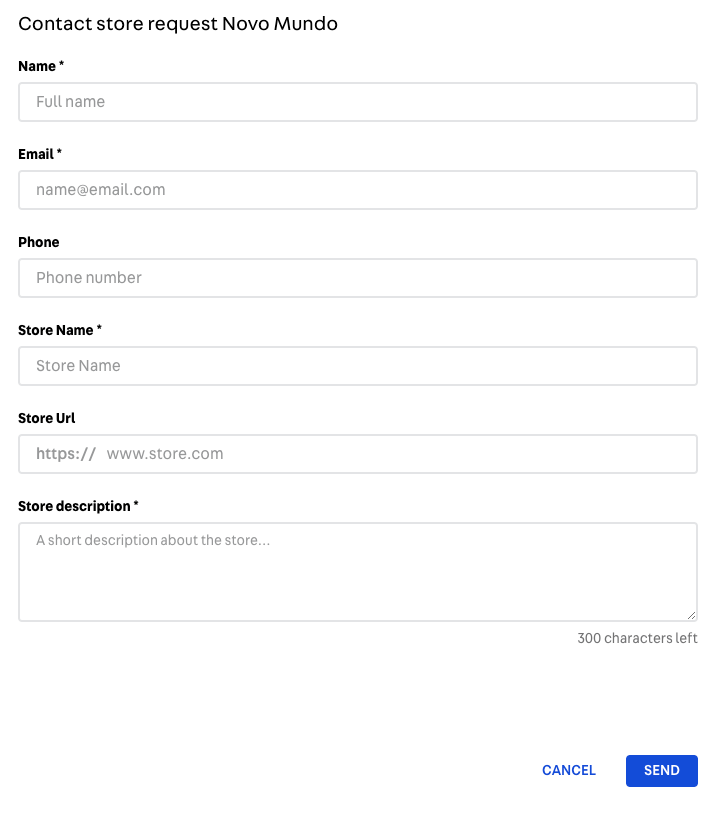 Contact store request Novo Mundo
Name *
Full name
Email *
name@email.com
Phone
Phone number
Store Name *
Store Name
Store Url
https:// www.store.com
Store description *
A short description about the store...
300 characters left
CANCEL SEND